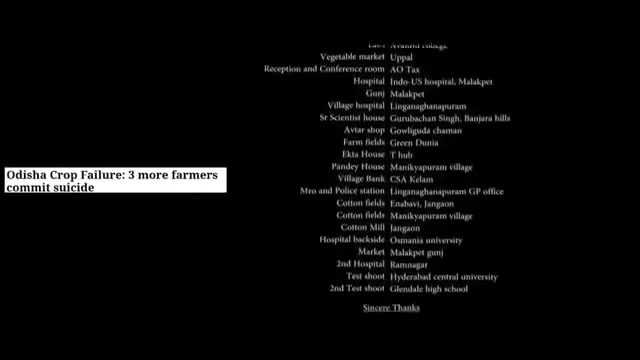 Odisha Crop Failure: 3 more farmers
commit suicide
Vegetable market Uppal
Reception and Conference room AO Tax
Hospital Indo-US hospital, Malakpet
Gunj Malakpet
Village hospital Linganaghanapuram
Sr Scientist house Gurubachan Singh, Banjara hills
Avtar shop Gowliguda chaman
Farm fields Green Dunia
Ekta House T hub
Pandey House Manikyapuram village
Village Bank CSA Kelam
Mro and Police station Linganaghanapuram GP office
Cotton fields Enabavi, Jangaon
Cotton fields Manikyapuram village
Cotton Mill Jangaon
Hospital backside Osmania university
Market Malakpet gunj
2nd Hospital Ramnagar
Test shoot Hyderabad central university
2nd Test shoot Glendale high school
Sincere Thanks